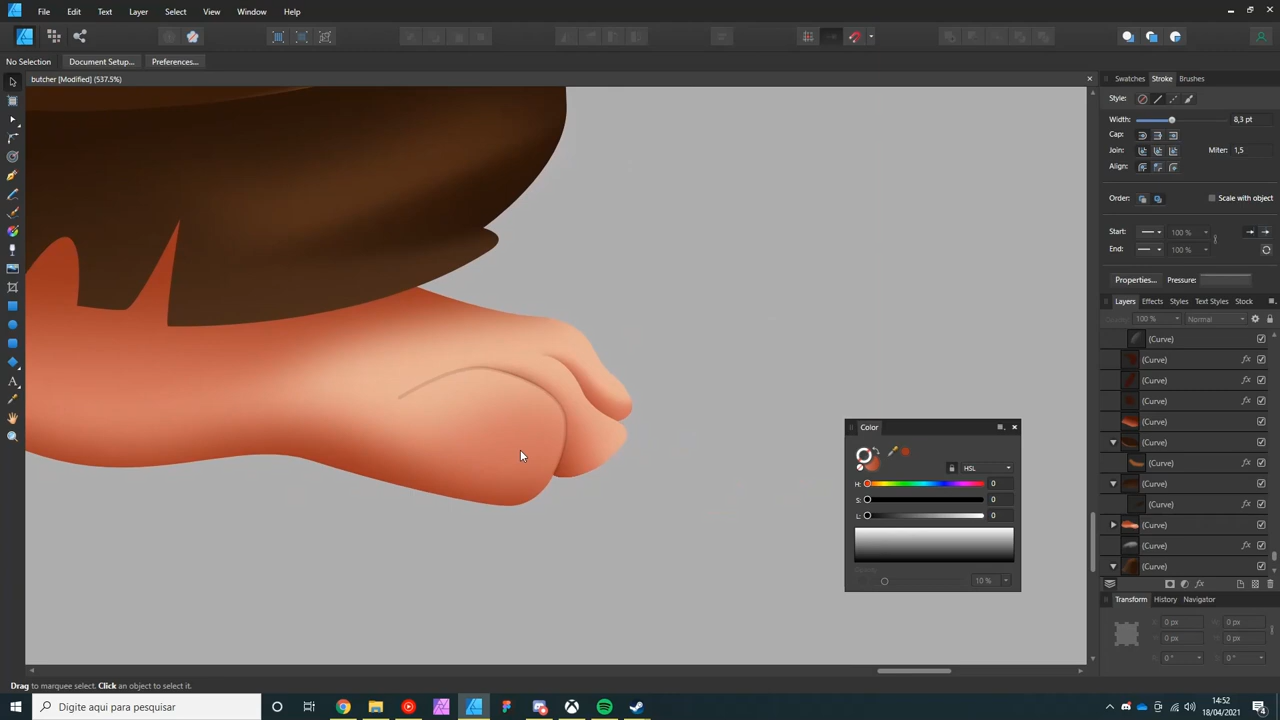 File Edit Text Layer Select View Window Help
No Selection Document Setup... Preferences...
butcher [Modified] (537.5%)
Swatches Stroke Brushes
Style:
Width: 8,3 pt
Cap:
Join: Miter: 1,5
Align:
Order: Scale with object
Start: 100 %
End: 100 %
Properties... Pressure:
Layers Effects Styles Text Styles Stock
100 % Normal
(Curve)
(Curve) fx
(Curve) fx
(Curve) fx
(Curve)
(Curve)
(Curve)
(Curve)
(Curve)
(Curve)
(Curve) fx
(Curve)
Color
HSL
H: 0
S: 0
L: 0
Opacity
10 %
Transform History Navigator
X: 0 px Y: 0 px
W: 0 px H: 0 px
R: 0 ° S: 0 °
Drag to marquee select. Click an object to select it.
Digite aqui para pesquisar
14:52
18/04/2021